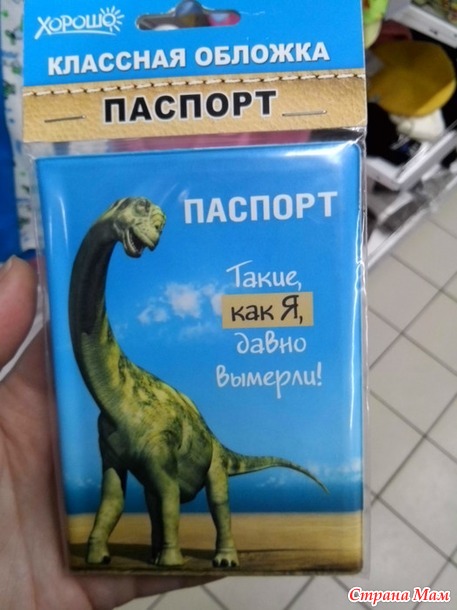 ХОРОШО
КЛАССНАЯ ОБЛОЖКА
ПАСПОРТ
ПАСПОРТ
Такие,
как Я,
давно
вымерли!
Страна Мам